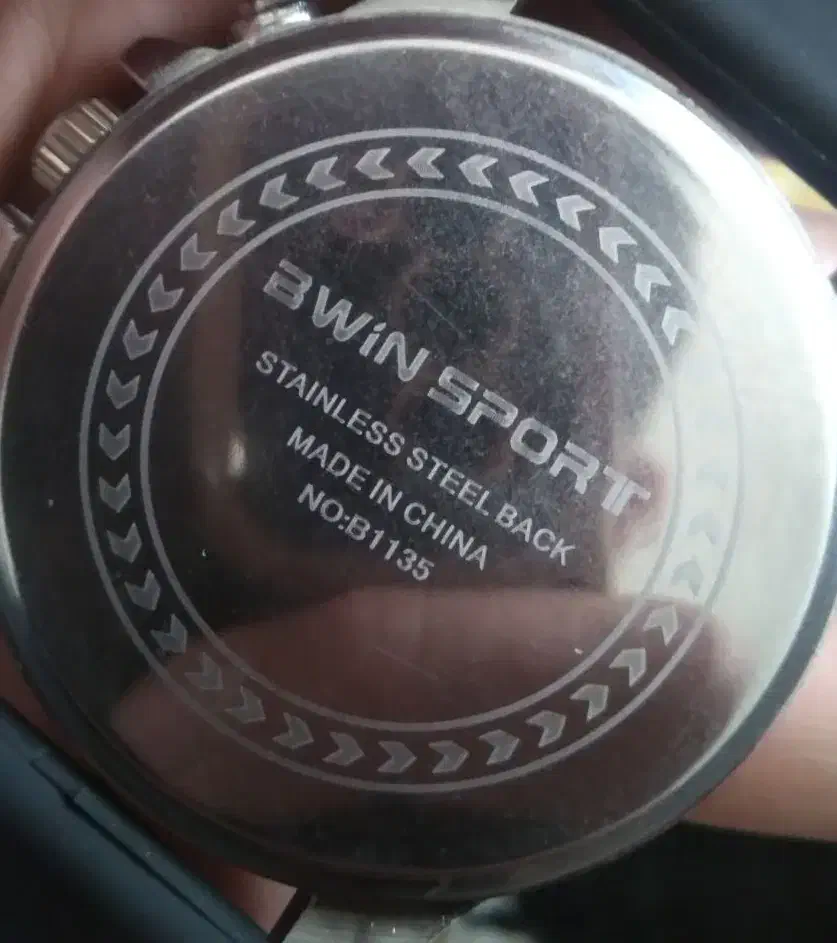 BWiN SPORT
STAINLESS STEEL BACK
MADE IN CHINA
NO:B1135